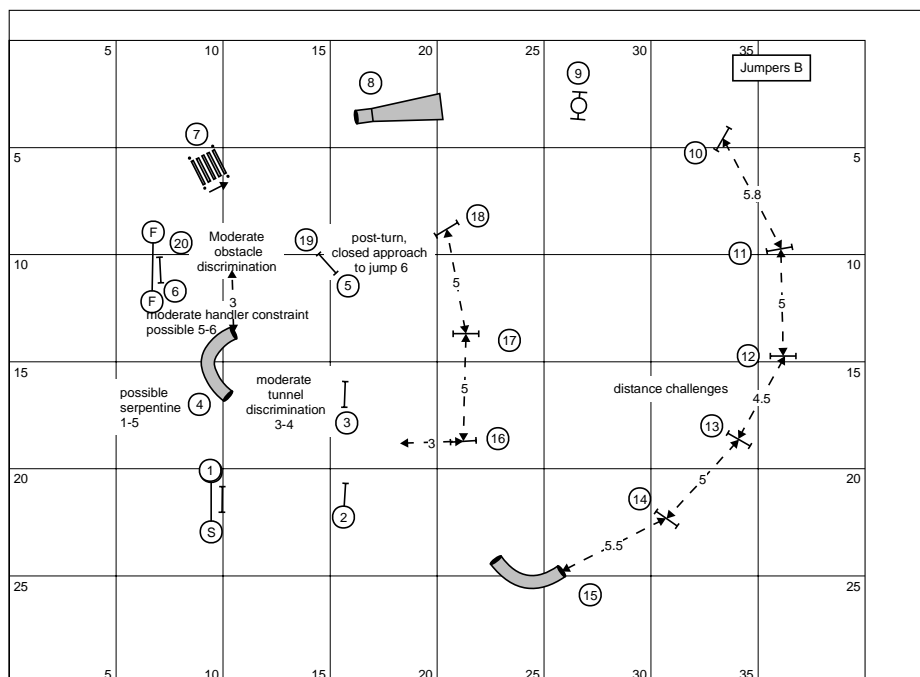 5 10 15 20 25 30 35
Jumpers B
8
9
7
10
5 5
5.8
18
F 20
Moderate
obstacle
discrimination
19
post-turn,
closed approach
to jump 6
11
10 10
6
5
5
5
3
F
moderate handler constraint
possible 5-6
17
12
15 15
possible
serpentine
1-5
4
moderate
tunnel
discrimination
3-4
3
5
distance challenges
4.5
13
3
16
20 20
1
5
S
2
14
5.5
25 25
15
5 10 15 20 25 30 35